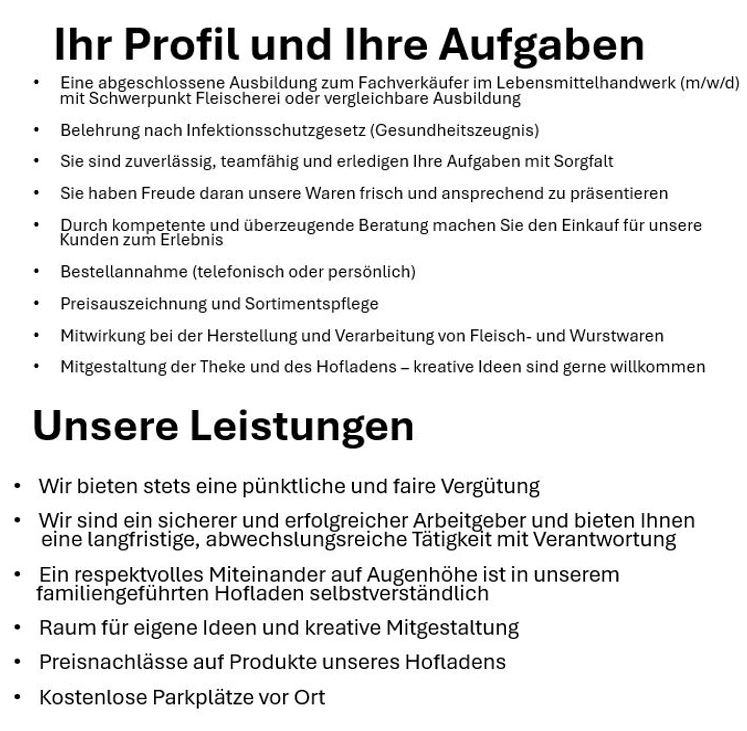 Ihr Profil und Ihre Aufgaben
• Eine abgeschlossene Ausbildung zum Fachverkäufer im Lebensmittelhandwerk (m/w/d)
mit Schwerpunkt Fleischerei oder vergleichbare Ausbildung
• Belehrung nach Infektionsschutzgesetz (Gesundheitszeugnis)
• Sie sind zuverlässig, teamfähig und erledigen Ihre Aufgaben mit Sorgfalt
• Sie haben Freude daran unsere Waren frisch und ansprechend zu präsentieren
• Durch kompetente und überzeugende Beratung machen Sie den Einkauf für unsere
Kunden zum Erlebnis
• Bestellannahme (telefonisch oder persönlich)
• Preisauszeichnung und Sortimentspflege
• Mitwirkung bei der Herstellung und Verarbeitung von Fleisch- und Wurstwaren
• Mitgestaltung der Theke und des Hofladens – kreative Ideen sind gerne willkommen
Unsere Leistungen
• Wir bieten stets eine pünktliche und faire Vergütung
• Wir sind ein sicherer und erfolgreicher Arbeitgeber und bieten Ihnen
eine langfristige, abwechslungsreiche Tätigkeit mit Verantwortung
• Ein respektvolles Miteinander auf Augenhöhe ist in unserem
familiengeführten Hofladen selbstverständlich
• Raum für eigene Ideen und kreative Mitgestaltung
• Preisnachlässe auf Produkte unseres Hofladens
• Kostenlose Parkplätze vor Ort